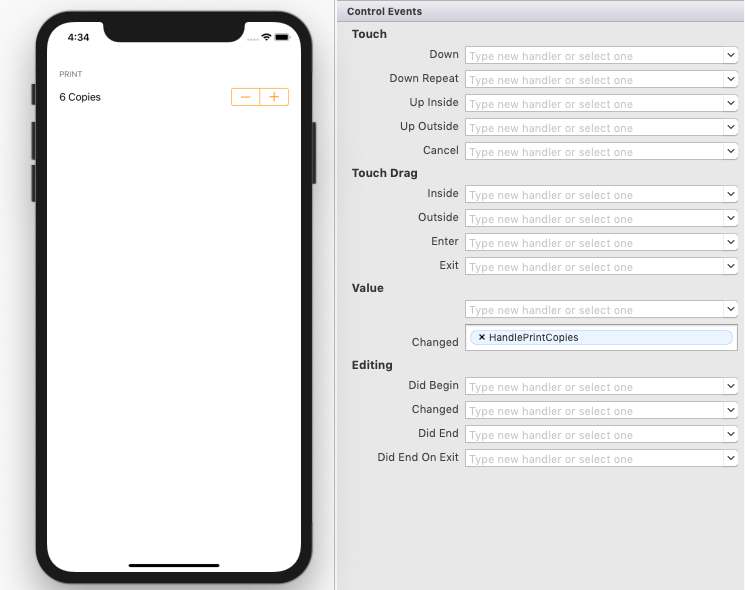 4:34
PRINT
6 Copies
Control Events
Touch
Down Type new handler or select one
Down Repeat Type new handler or select one
Up Inside Type new handler or select one
Up Outside Type new handler or select one
Cancel Type new handler or select one
Touch Drag
Inside Type new handler or select one
Outside Type new handler or select one
Enter Type new handler or select one
Exit Type new handler or select one
Value
Type new handler or select one
Changed × HandlePrintCopies
Editing
Did Begin Type new handler or select one
Changed Type new handler or select one
Did End Type new handler or select one
Did End On Exit Type new handler or select one